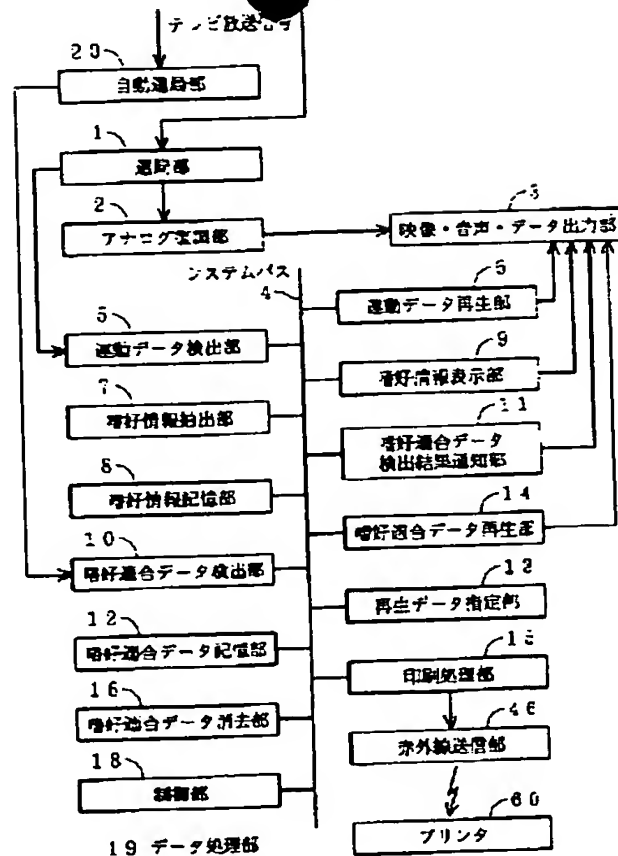 テレビ放送信号
20
自動選局部
1
選局部
2
アナログ復調部
3
映像・音声・データ出力部
システムバス
4
5
連動データ検出部
6
連動データ再生部
7
嗜好情報抽出部
9
嗜好情報表示部
8
嗜好情報記憶部
11
嗜好適合データ
検出結果通知部
10
嗜好適合データ検出部
14
嗜好適合データ再生部
12
嗜好適合データ記憶部
13
再生データ指定部
16
嗜好適合データ消去部
15
印刷処理部
18
制御部
46
赤外線送信部
60
プリンタ
19 データ処理部